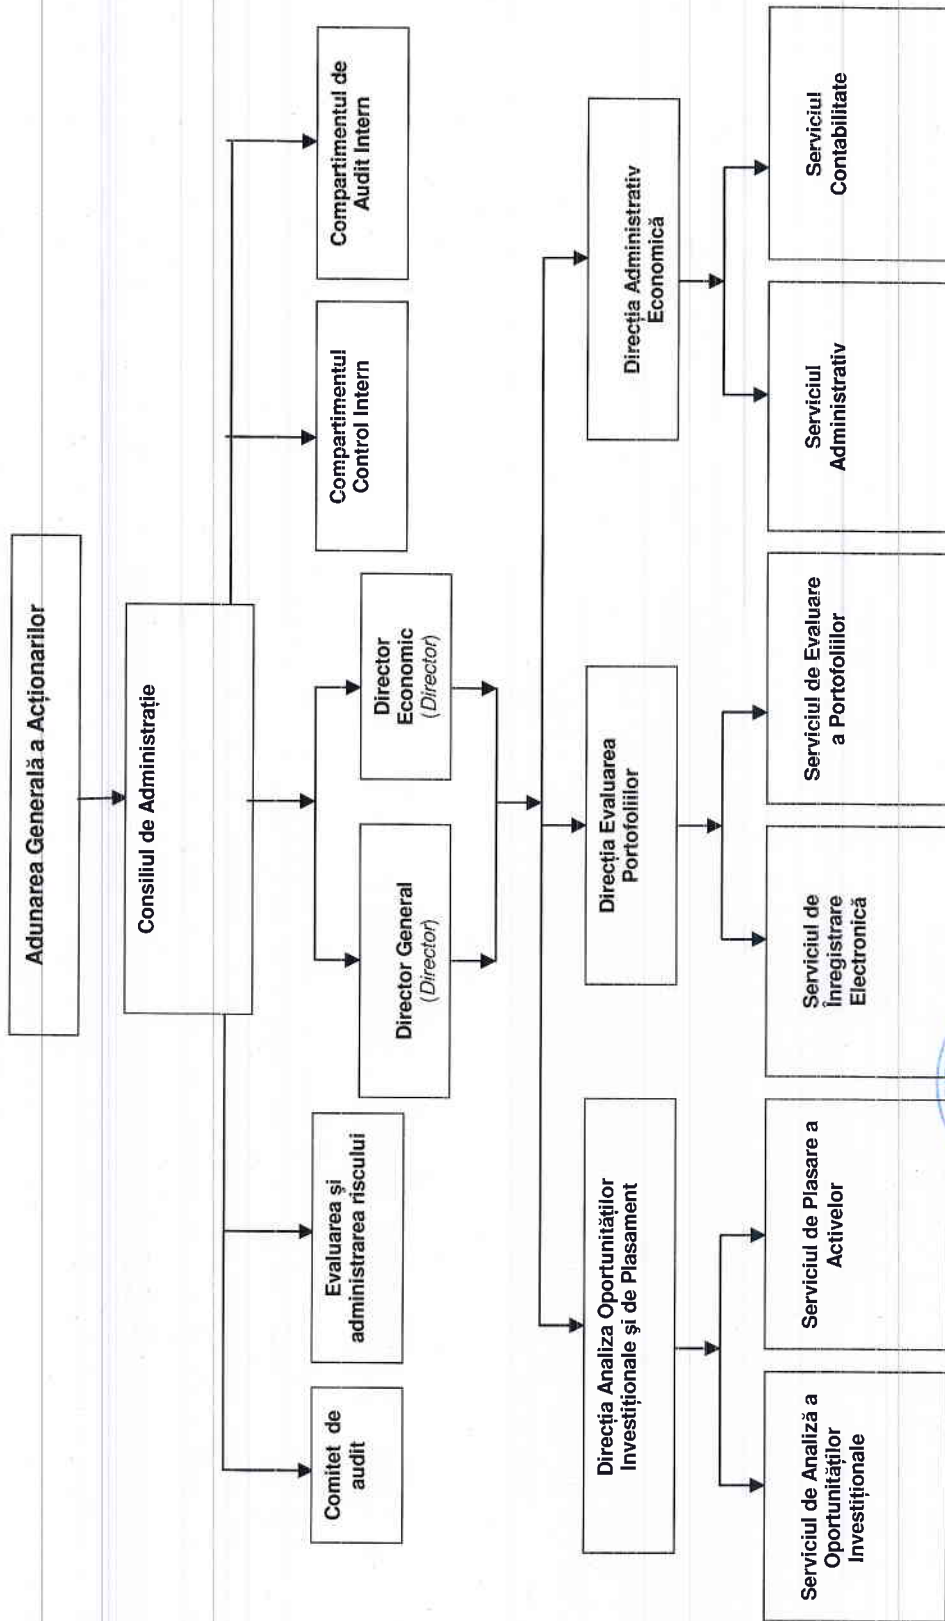 Adunarea Generală a Acționarilor
Consiliul de Administrație
Comitet de
audit
Evaluarea și
administrarea riscului
Director General
(Director)
Director
Economic
(Director)
Compartimentul
Control Intern
Compartimentul de
Audit Intern
Direcția Analiza Oportunităților
Investiționale și de Plasament
Direcția Evaluarea
Portofoliilor
Direcția Administrativ
Economică
Serviciul de Analiză a
Oportunităților
Investiționale
Serviciul de Plasare a
Activelor
Serviciul de
Înregistrare
Electronică
Serviciul de Evaluare
a Portofoliilor
Serviciul
Administrativ
Serviciul
Contabilitate